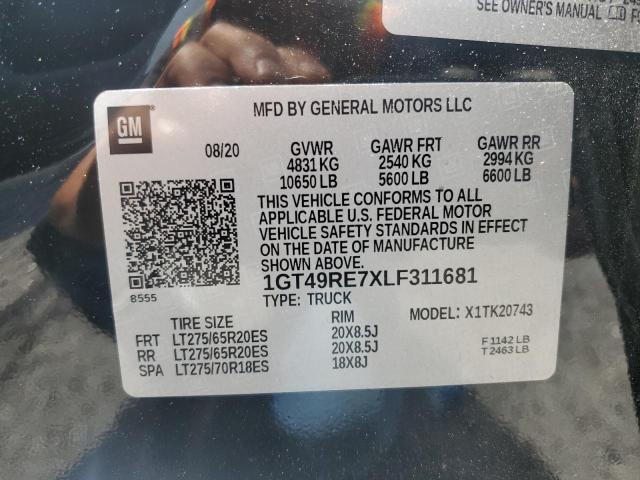 SEE OWNER'S MANUAL
GM
MFD BY GENERAL MOTORS LLC
08/20 GVWR GAWR FRT GAWR RR
4831 KG 2540 KG 2994 KG
10650 LB 5600 LB 6600 LB
THIS VEHICLE CONFORMS TO ALL
APPLICABLE U.S. FEDERAL MOTOR
VEHICLE SAFETY STANDARDS IN EFFECT
ON THE DATE OF MANUFACTURE
SHOWN ABOVE.
8555
1GT49RE7XLF311681
TYPE: TRUCK
MODEL: X1TK20743
TIRE SIZE RIM
FRT LT275/65R20ES 20X8.5J
RR LT275/65R20ES 20X8.5J
SPA LT275/70R18ES 18X8J
F 1142 LB
T 2463 LB